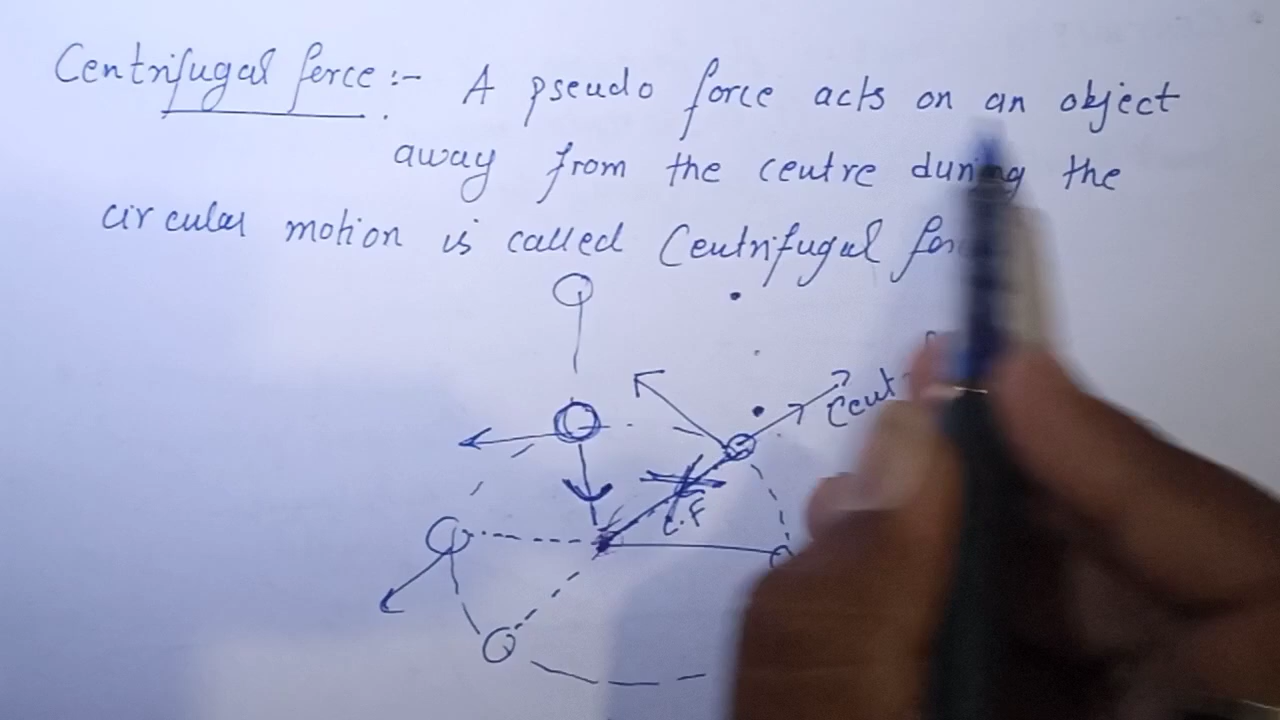 Centrifugal force :- A pseudo force acts on an object
away from the centre during the
circular motion is called Centrifugal
Cent
C.F